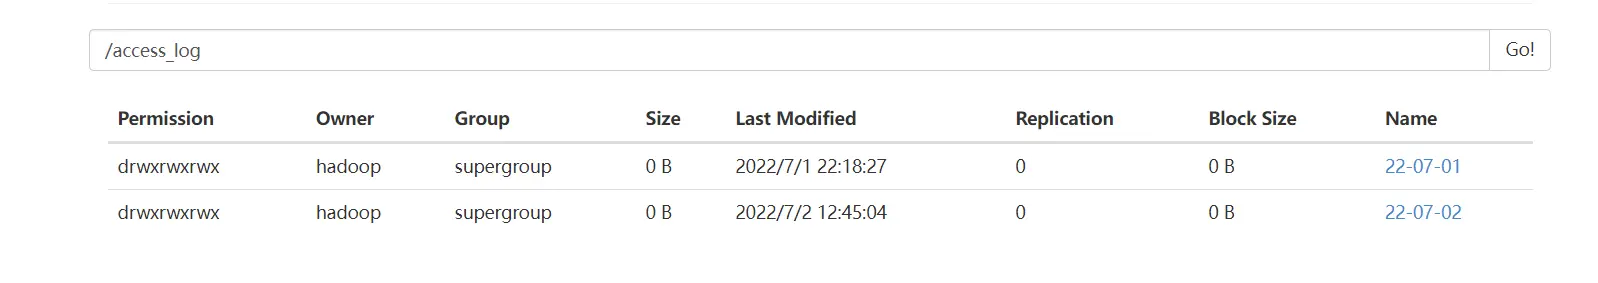 /access_log Go!
Permission Owner Group Size Last Modified Replication Block Size Name
drwxrwxrwx hadoop supergroup 0 B 2022/7/1 22:18:27 0 0 B 22-07-01
drwxrwxrwx hadoop supergroup 0 B 2022/7/2 12:45:04 0 0 B 22-07-02